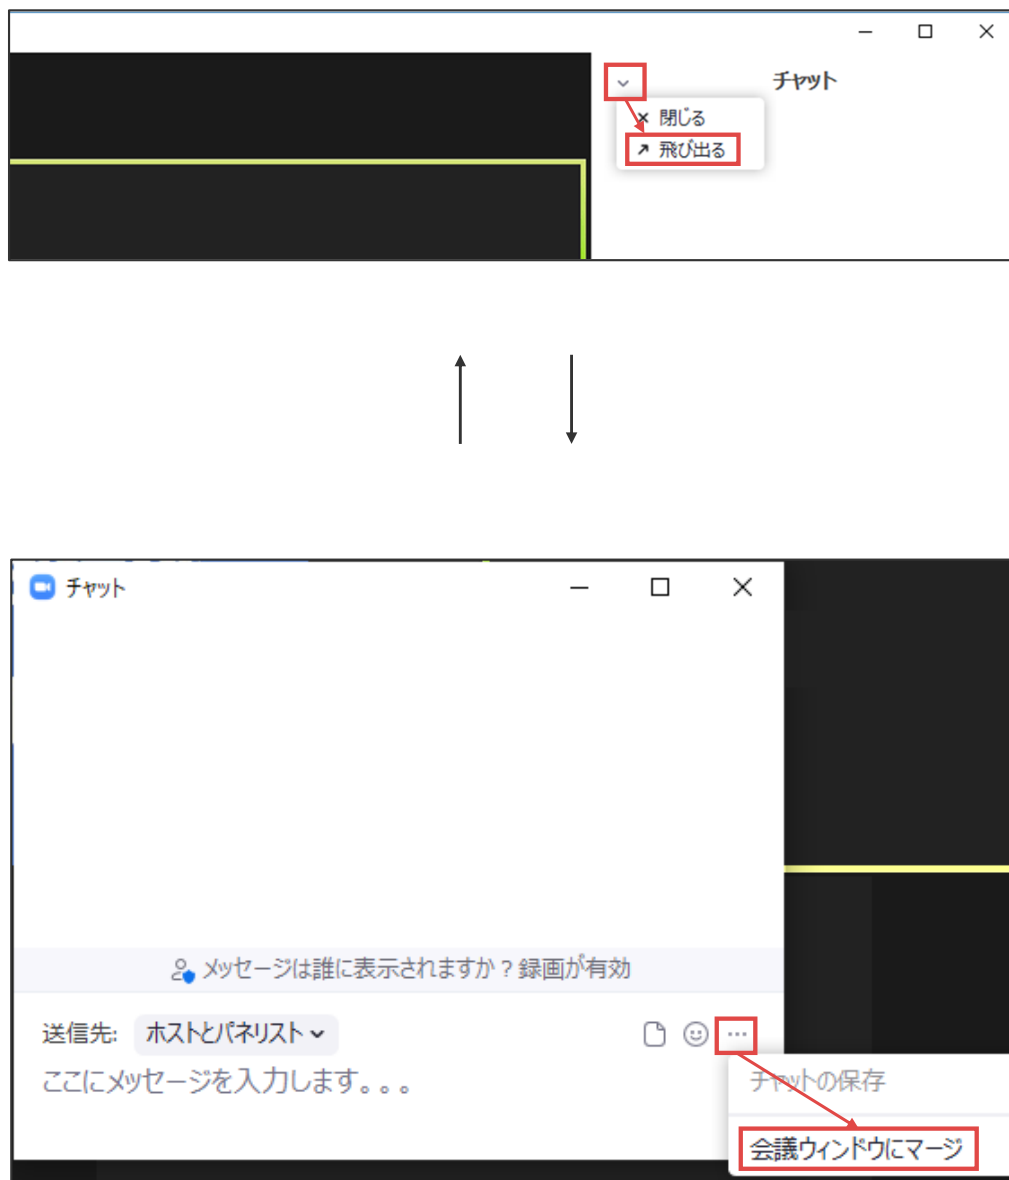 チャット
閉じる
飛び出る
チャット
メッセージは誰に表示されますか？録画が有効
送信先: ホストとパネリスト
ここにメッセージを入力します。。。
チャットの保存
会議ウィンドウにマージ